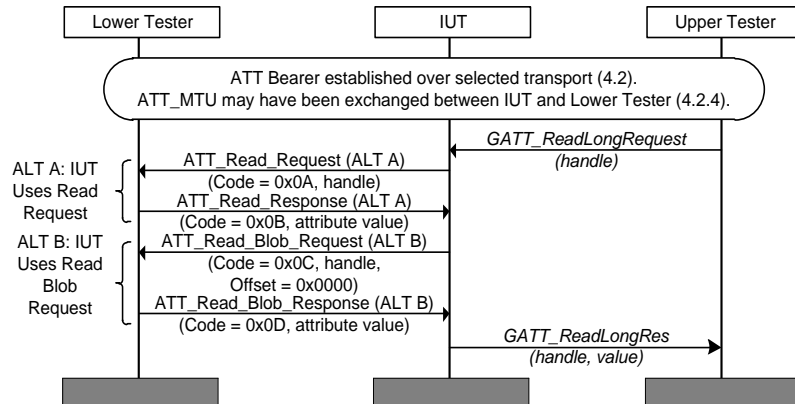 Lower Tester
IUT
Upper Tester
ATT Bearer established over selected transport (4.2).
ATT_MTU may have been exchanged between IUT and Lower Tester (4.2.4).
GATT_ReadLongRequest
(handle)
ALT A: IUT
Uses Read
Request
ATT_Read_Request (ALT A)
(Code = 0x0A, handle)
ATT_Read_Response (ALT A)
(Code = 0x0B, attribute value)
ALT B: IUT
Uses Read
Blob
Request
ATT_Read_Blob_Request (ALT B)
(Code = 0x0C, handle,
Offset = 0x0000)
ATT_Read_Blob_Response (ALT B)
(Code = 0x0D, attribute value)
GATT_ReadLongRes
(handle, value)